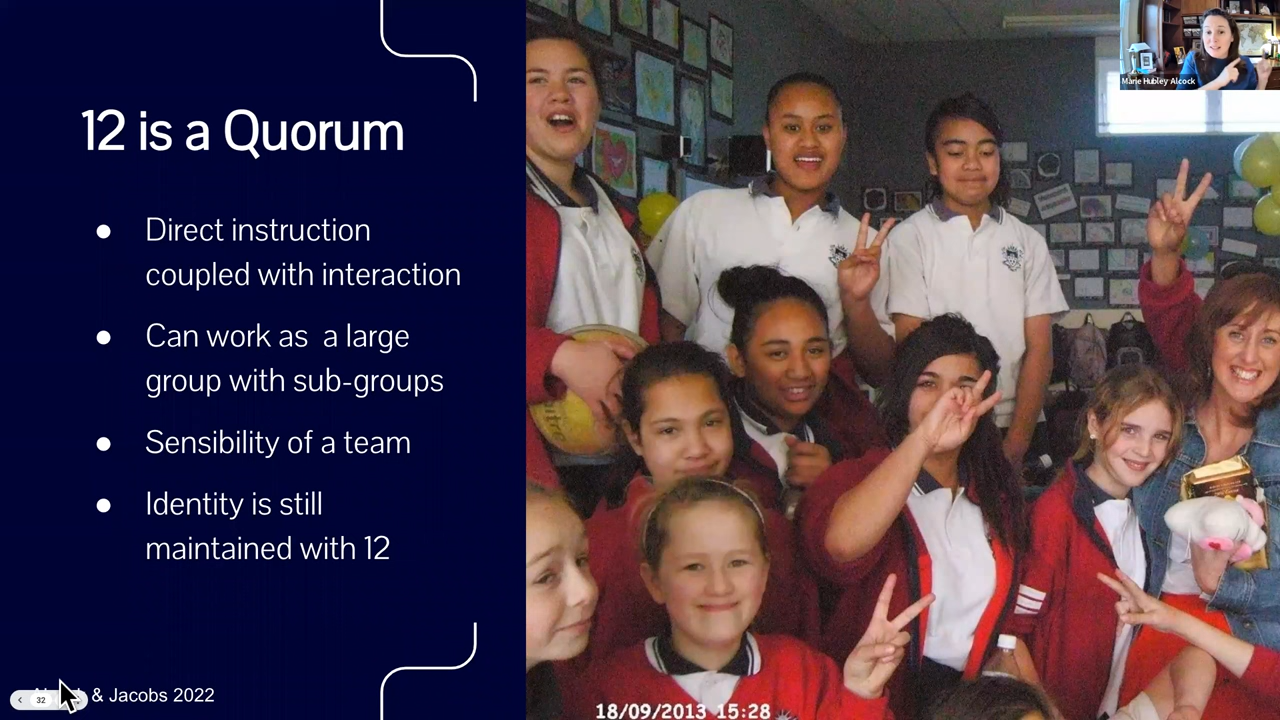 12 is a Quorum
● Direct instruction
coupled with interaction
● Can work as a large
group with sub-groups
● Sensibility of a team
● Identity is still
maintained with 12
& Jacobs 2022
32
18/09/2013 15:28
Marie Hubley Alcock